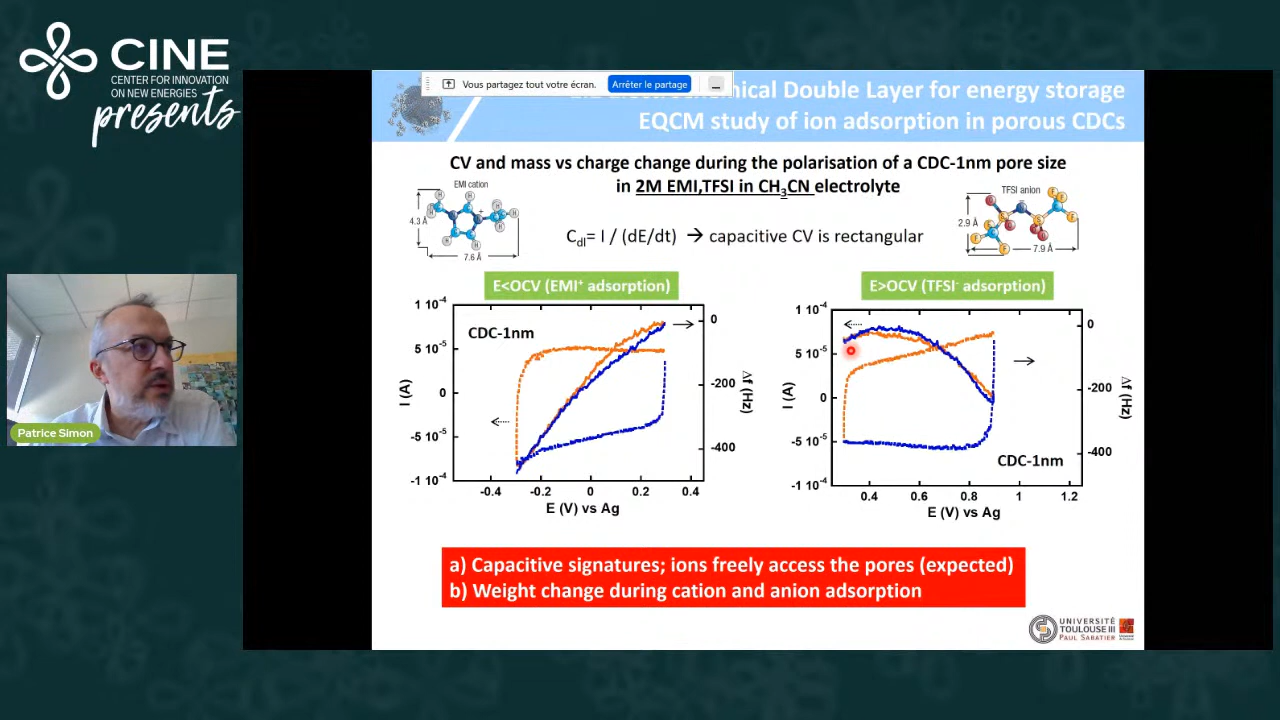 CINE
CENTER FOR INNOVATION
ON NEW ENERGIES
presents
Vous partagez tout votre écran.
Arrêter le partage
Double Layer for energy storage
EQCM study of ion adsorption in porous CDCs
CV and mass vs charge change during the polarisation of a CDC-1nm pore size
in 2M EMI,TFSI in CH3CN electrolyte
EMI cation
4.3 Å
7.6 Å
Cdl= I / (dE/dt) → capacitive CV is rectangular
TFSI anion
2.9 Å
7.9 Å
E<OCV (EMI+ adsorption)
CDC-1nm
1 10-4
5 10-5
0
-5 10-5
-1 10-4
I (A)
0
-200
-400
Δf (Hz)
-0.4 -0.2 0 0.2 0.4
E (V) vs Ag
E>OCV (TFSI- adsorption)
1 10-4
5 10-5
0
-5 10-5
-1 10-4
I (A)
0
-200
-400
Δf (Hz)
CDC-1nm
0.4 0.6 0.8 1 1.2
E (V) vs Ag
Patrice Simon
a) Capacitive signatures; ions freely access the pores (expected)
b) Weight change during cation and anion adsorption
UNIVERSITÉ
TOULOUSE III
PAUL SABATIER